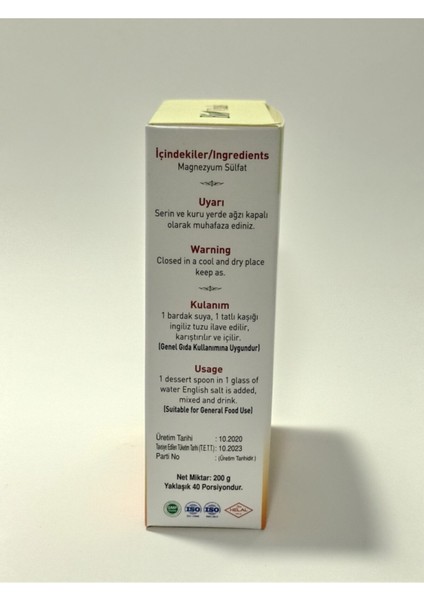 İçindekiler/Ingredients
Magnezyum Sülfat
Uyarı
Serin ve kuru yerde ağzı kapalı
olarak muhafaza ediniz.
Warning
Closed in a cool and dry place
keep as.
Kulanım
1 bardak suya, 1 tatlı kaşığı
ingiliz tuzu ilave edilir,
karıştırılır ve içilir.
(Genel Gıda Kullanımına Uygundur)
Usage
1 dessert spoon in 1 glass of
water English salt is added,
mixed and drink.
(Suitable for General Food Use)
Üretim Tarihi : 10.2020
Tavsiye Edilen Tüketim Tarihi (T.E.T.T) : 10.2023
Parti No : (Üretim Tarihidir.)
Net Miktar: 200 g
Yaklaşık 40 Porsiyondur.
ISO ISO HELAL